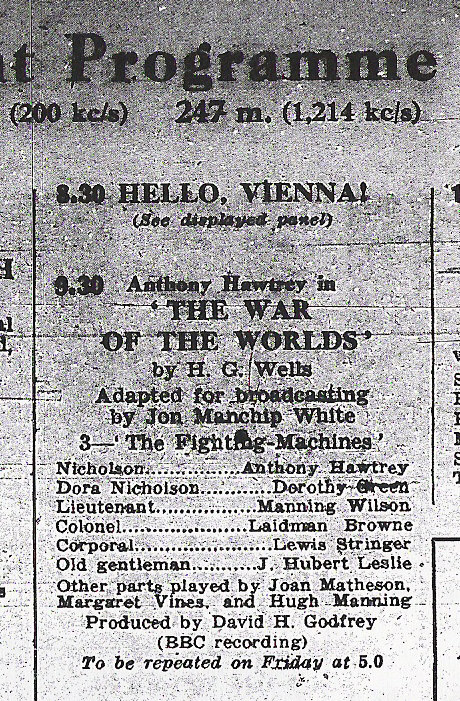 t Programme
(200 kc/s) 247 m. (1,214 kc/s)
8.30 HELLO, VIENNA!
(See displayed panel)
9.30 Anthony Hawtrey in
‘THE WAR
OF THE WORLDS’
by H. G. Wells
Adapted for broadcasting
by Jon Manchip White
3—‘The Fighting-Machines’
Nicholson..............Anthony Hawtrey
Dora Nicholson..........Dorothy Green
Lieutenant..............Manning Wilson
Colonel..................Laidman Browne
Corporal....................Lewis Stringer
Old gentleman..........J. Hubert Leslie
Other parts played by Joan Matheson,
Margaret Vines, and Hugh Manning
Produced by David H. Godfrey
(BBC recording)
To be repeated on Friday at 5.0